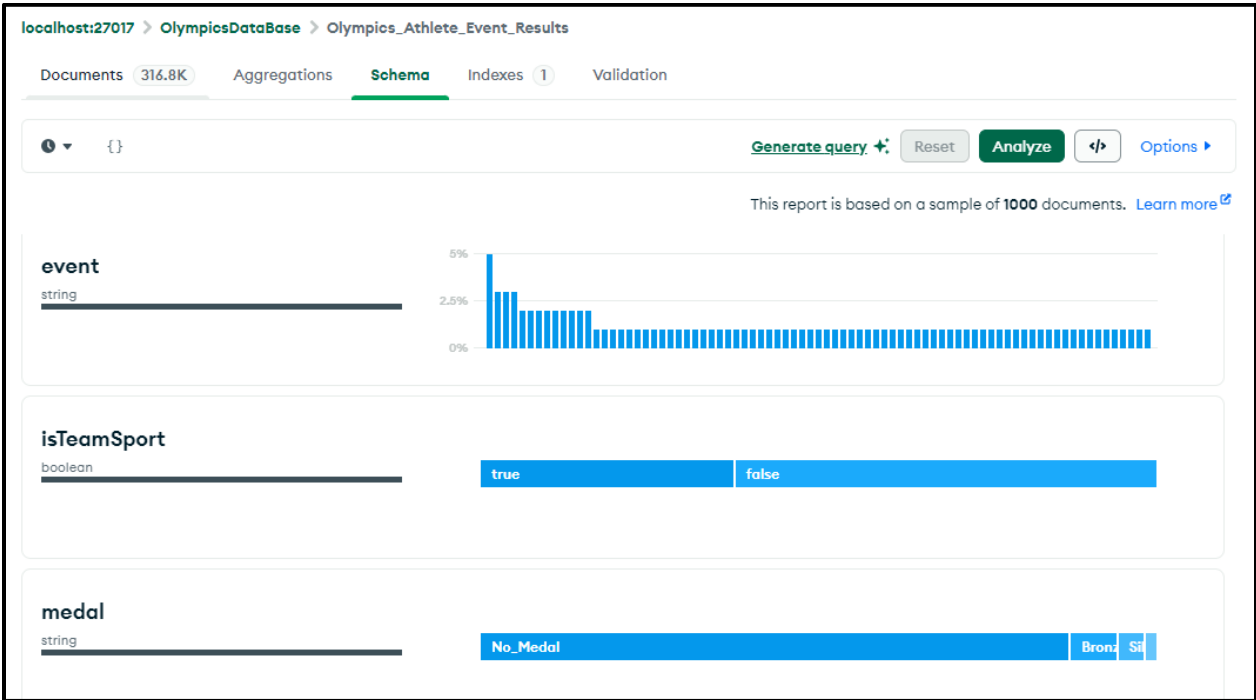 localhost:27017 > OlympicsDataBase > Olympics_Athlete_Event_Results
Documents 316.8K Aggregations Schema Indexes 1 Validation
{} Generate query Reset Analyze </> Options
This report is based on a sample of 1000 documents. Learn more
event
string
5%
2.5%
0%
isTeamSport
boolean
true false
medal
string
No_Medal Bronz Sil